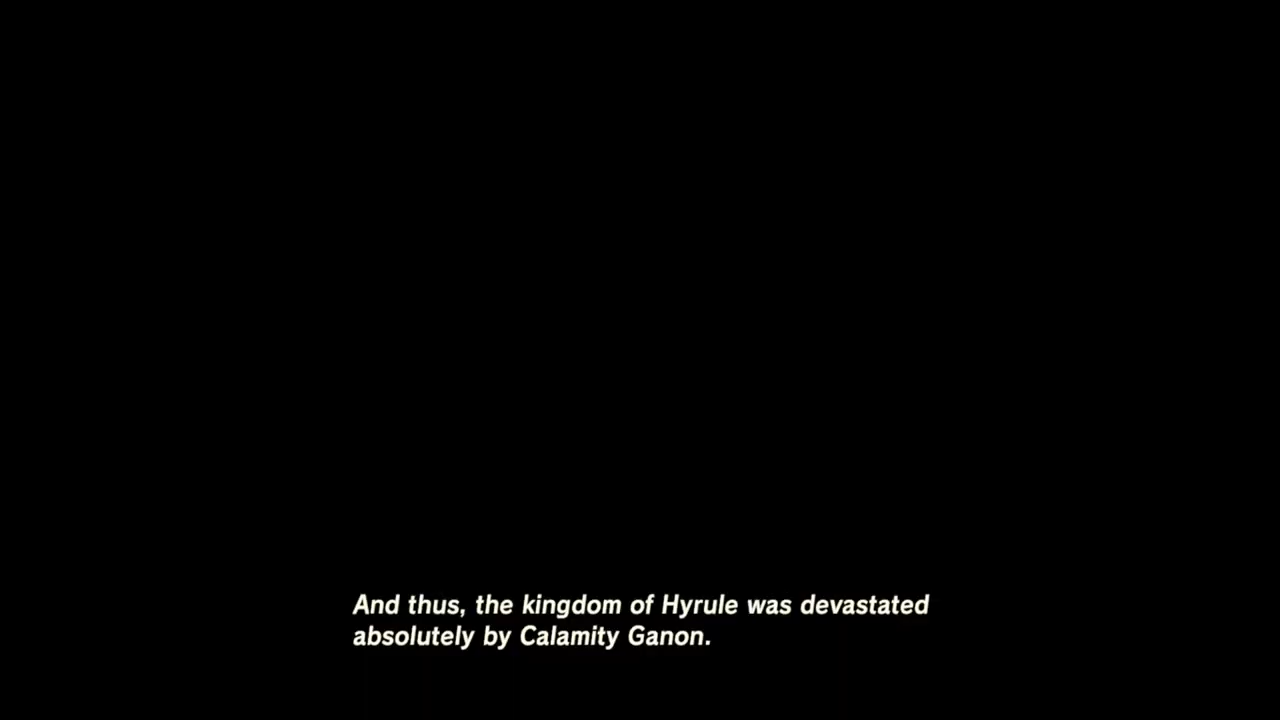 And thus, the kingdom of Hyrule was devastated
absolutely by Calamity Ganon.